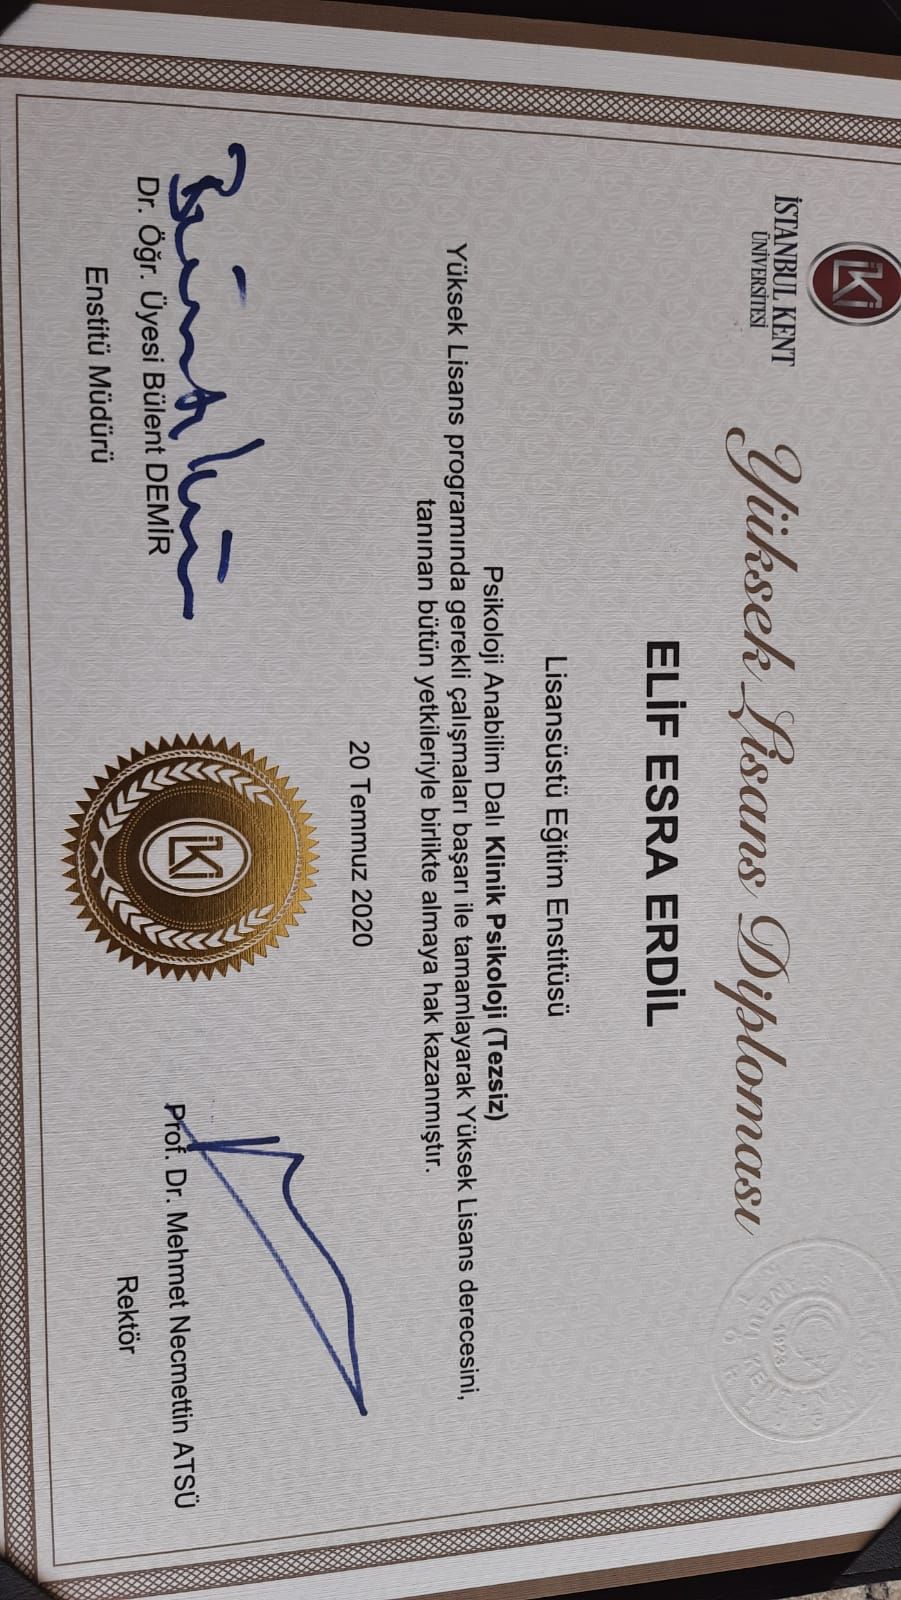 İKÜ
İSTANBUL KENT
ÜNİVERSİTESİ
Yüksek Lisans Diploması
ELİF ESRA ERDİL
Lisansüstü Eğitim Enstitüsü
Psikoloji Anabilim Dalı Klinik Psikoloji (Tezsiz)
Yüksek Lisans programında gerekli çalışmaları başarı ile tamamlayarak Yüksek Lisans derecesini,
tanınan bütün yetkileriyle birlikte almaya hak kazanmıştır.
20 Temmuz 2020
Dr. Öğr. Üyesi Bülent DEMİR
Enstitü Müdürü
Prof. Dr. Mehmet Necmettin ATSÜ
Rektör